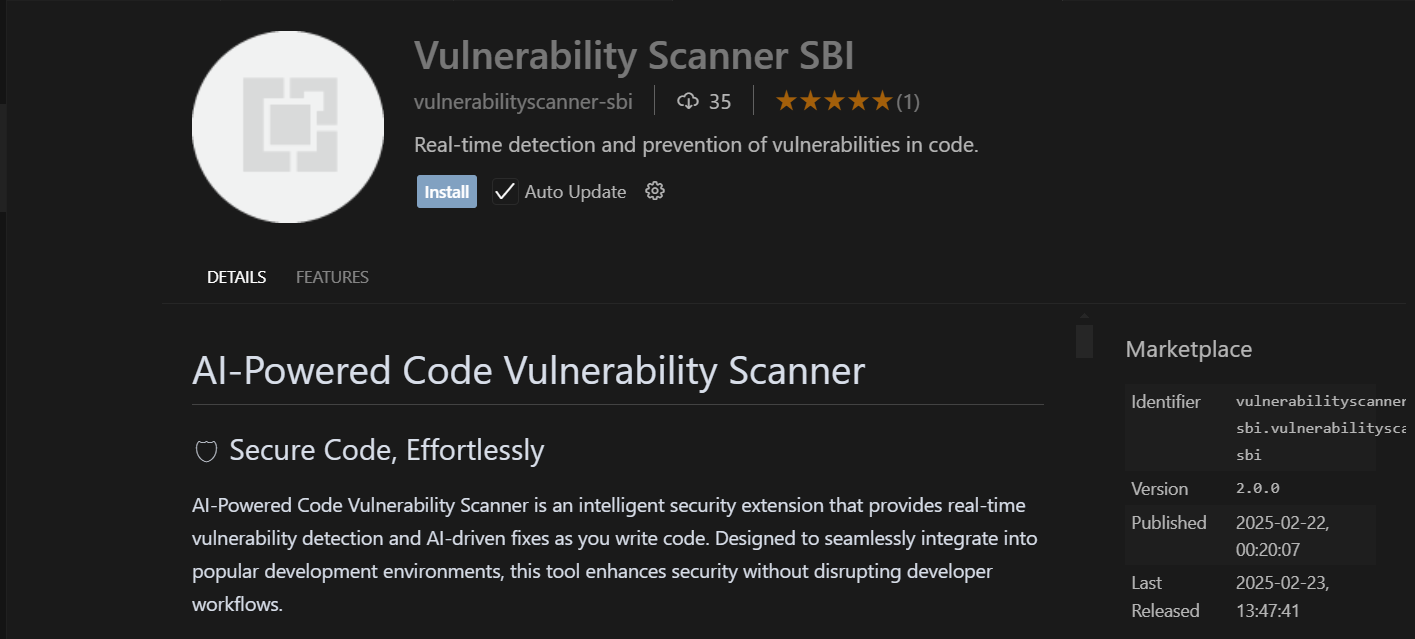 Vulnerability Scanner SBI
vulnerabilityscanner-sbi 35 (1)
Real-time detection and prevention of vulnerabilities in code.
Install Auto Update
DETAILS FEATURES
AI-Powered Code Vulnerability Scanner
Secure Code, Effortlessly
AI-Powered Code Vulnerability Scanner is an intelligent security extension that provides real-time
vulnerability detection and AI-driven fixes as you write code. Designed to seamlessly integrate into
popular development environments, this tool enhances security without disrupting developer
workflows.
Marketplace
Identifier vulnerabilityscanner
sbi.vulnerabilitysca
sbi
Version 2.0.0
Published 2025-02-22,
00:20:07
Last 2025-02-23,
Released 13:47:41